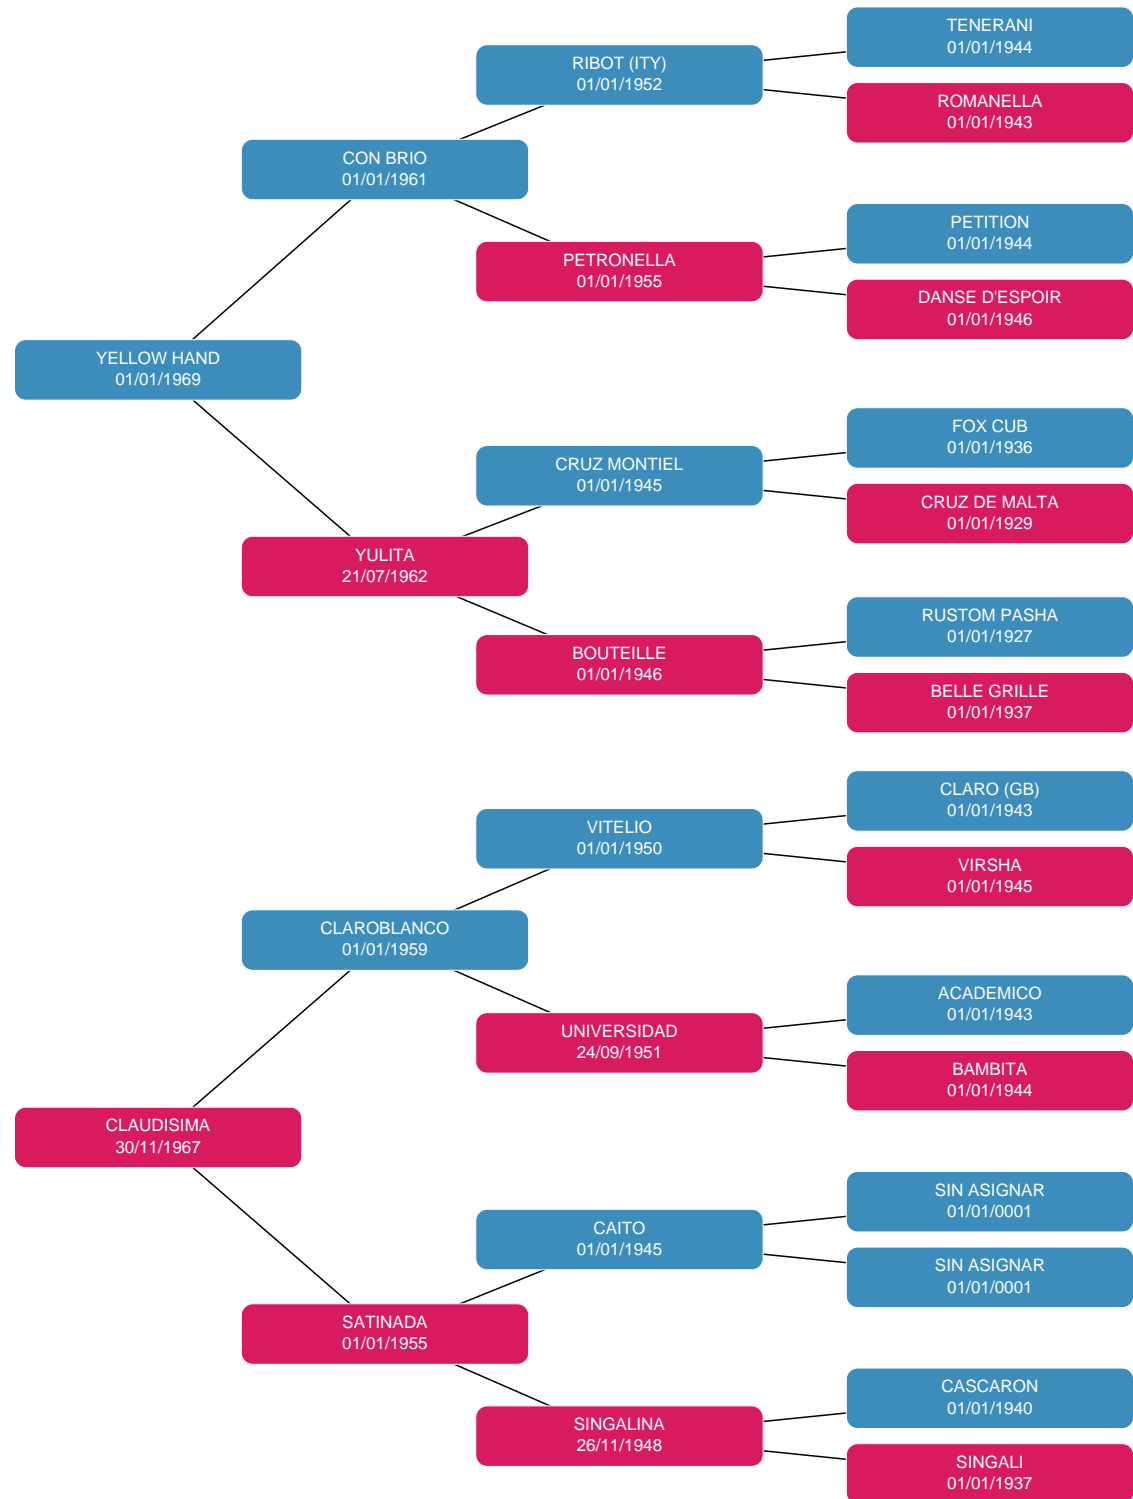 TENERANI
01/01/1944
RIBOT (ITY)
01/01/1952
ROMANELLA
01/01/1943
CON BRIO
01/01/1961
PETITION
01/01/1944
PETRONELLA
01/01/1955
DANSE D'ESPOIR
01/01/1946
YELLOW HAND
01/01/1969
FOX CUB
01/01/1936
CRUZ MONTIEL
01/01/1945
CRUZ DE MALTA
01/01/1929
YULITA
21/07/1962
RUSTOM PASHA
01/01/1927
BOUTEILLE
01/01/1946
BELLE GRILLE
01/01/1937
CLARO (GB)
01/01/1943
VITELIO
01/01/1950
VIRSHA
01/01/1945
CLAROBLANCO
01/01/1959
ACADEMICO
01/01/1943
UNIVERSIDAD
24/09/1951
BAMBITA
01/01/1944
CLAUDISIMA
30/11/1967
SIN ASIGNAR
01/01/0001
CAITO
01/01/1945
SIN ASIGNAR
01/01/0001
SATINADA
01/01/1955
CASCARON
01/01/1940
SINGALINA
26/11/1948
SINGALI
01/01/1937